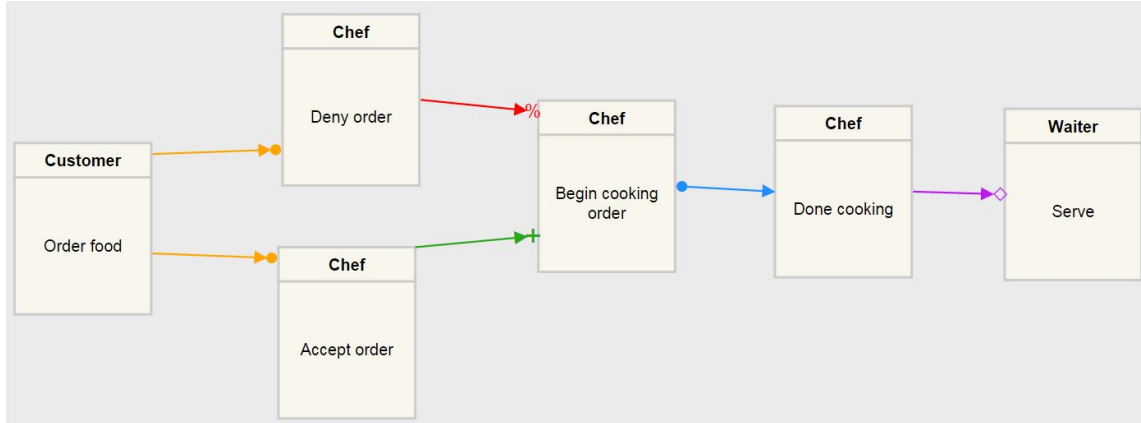 Customer
Order food
Chef
Deny order
Chef
Accept order
%
+
Chef
Begin cooking
order
Chef
Done cooking
Waiter
Serve